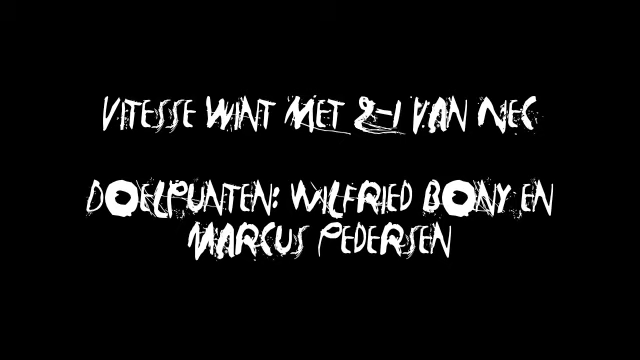 VITESSE WINT MET 2-1 VAN NEC
DOELPUNTEN: WILFRIED BONY EN
MARCUS PEDERSEN